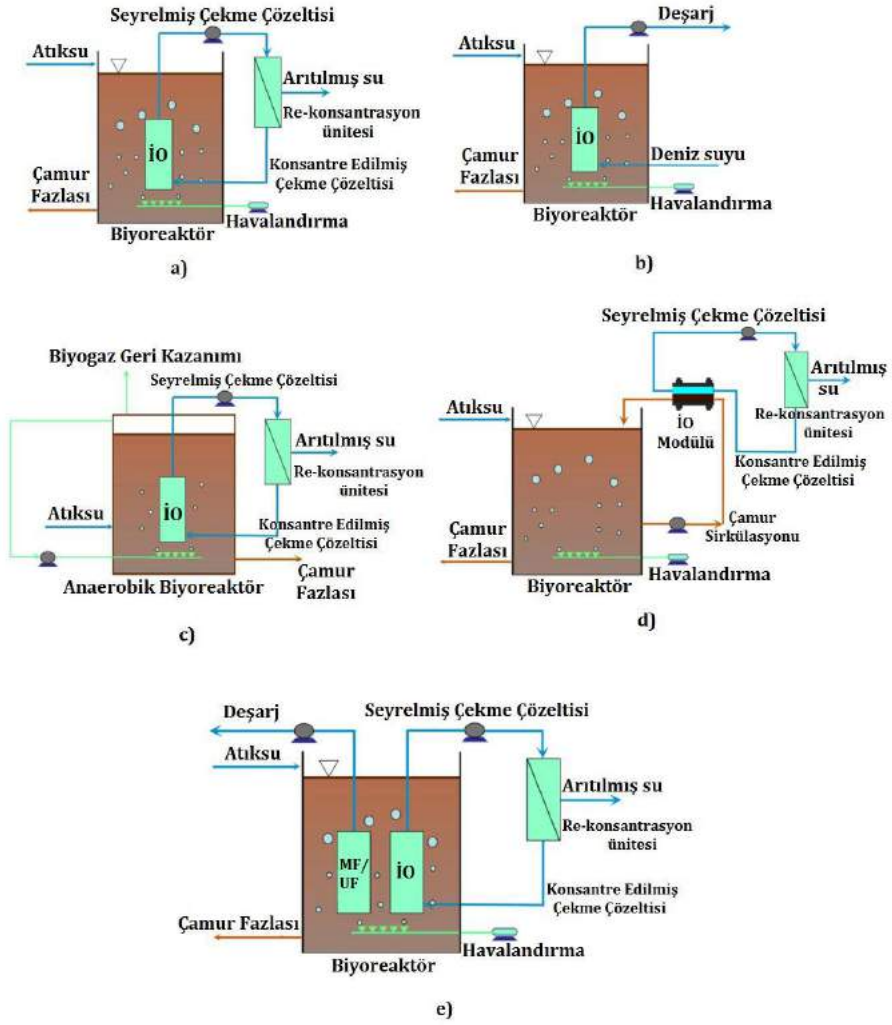 Seyrelmiş Çekme Çözeltisi
Atıksu
Arıtılmış su
Re-konsantrasyon
ünitesi
İO
Konsantre Edilmiş
Çekme Çözeltisi
Çamur
Fazlası
Havalandırma
Biyoreaktör
a)
Deşarj
Atıksu
İO
Deniz suyu
Çamur
Fazlası
Havalandırma
Biyoreaktör
b)
Biyogaz Geri Kazanımı
Seyrelmiş Çekme Çözeltisi
Arıtılmış su
Re-konsantrasyon
ünitesi
Atıksu
İO
Konsantre Edilmiş
Çekme Çözeltisi
Anaerobik Biyoreaktör
Çamur
Fazlası
c)
Seyrelmiş Çekme Çözeltisi
Arıtılmış
su
Atıksu
İO
Modülü
Re-konsantrasyon
ünitesi
Konsantre Edilmiş
Çekme Çözeltisi
Çamur
Sirkülasyonu
Çamur
Fazlası
Havalandırma
Biyoreaktör
d)
Deşarj
Seyrelmiş Çekme Çözeltisi
Atıksu
Arıtılmış su
Re-konsantrasyon
ünitesi
MF/
UF
İO
Konsantre Edilmiş
Çekme Çözeltisi
Çamur Fazlası
Havalandırma
Biyoreaktör
e)